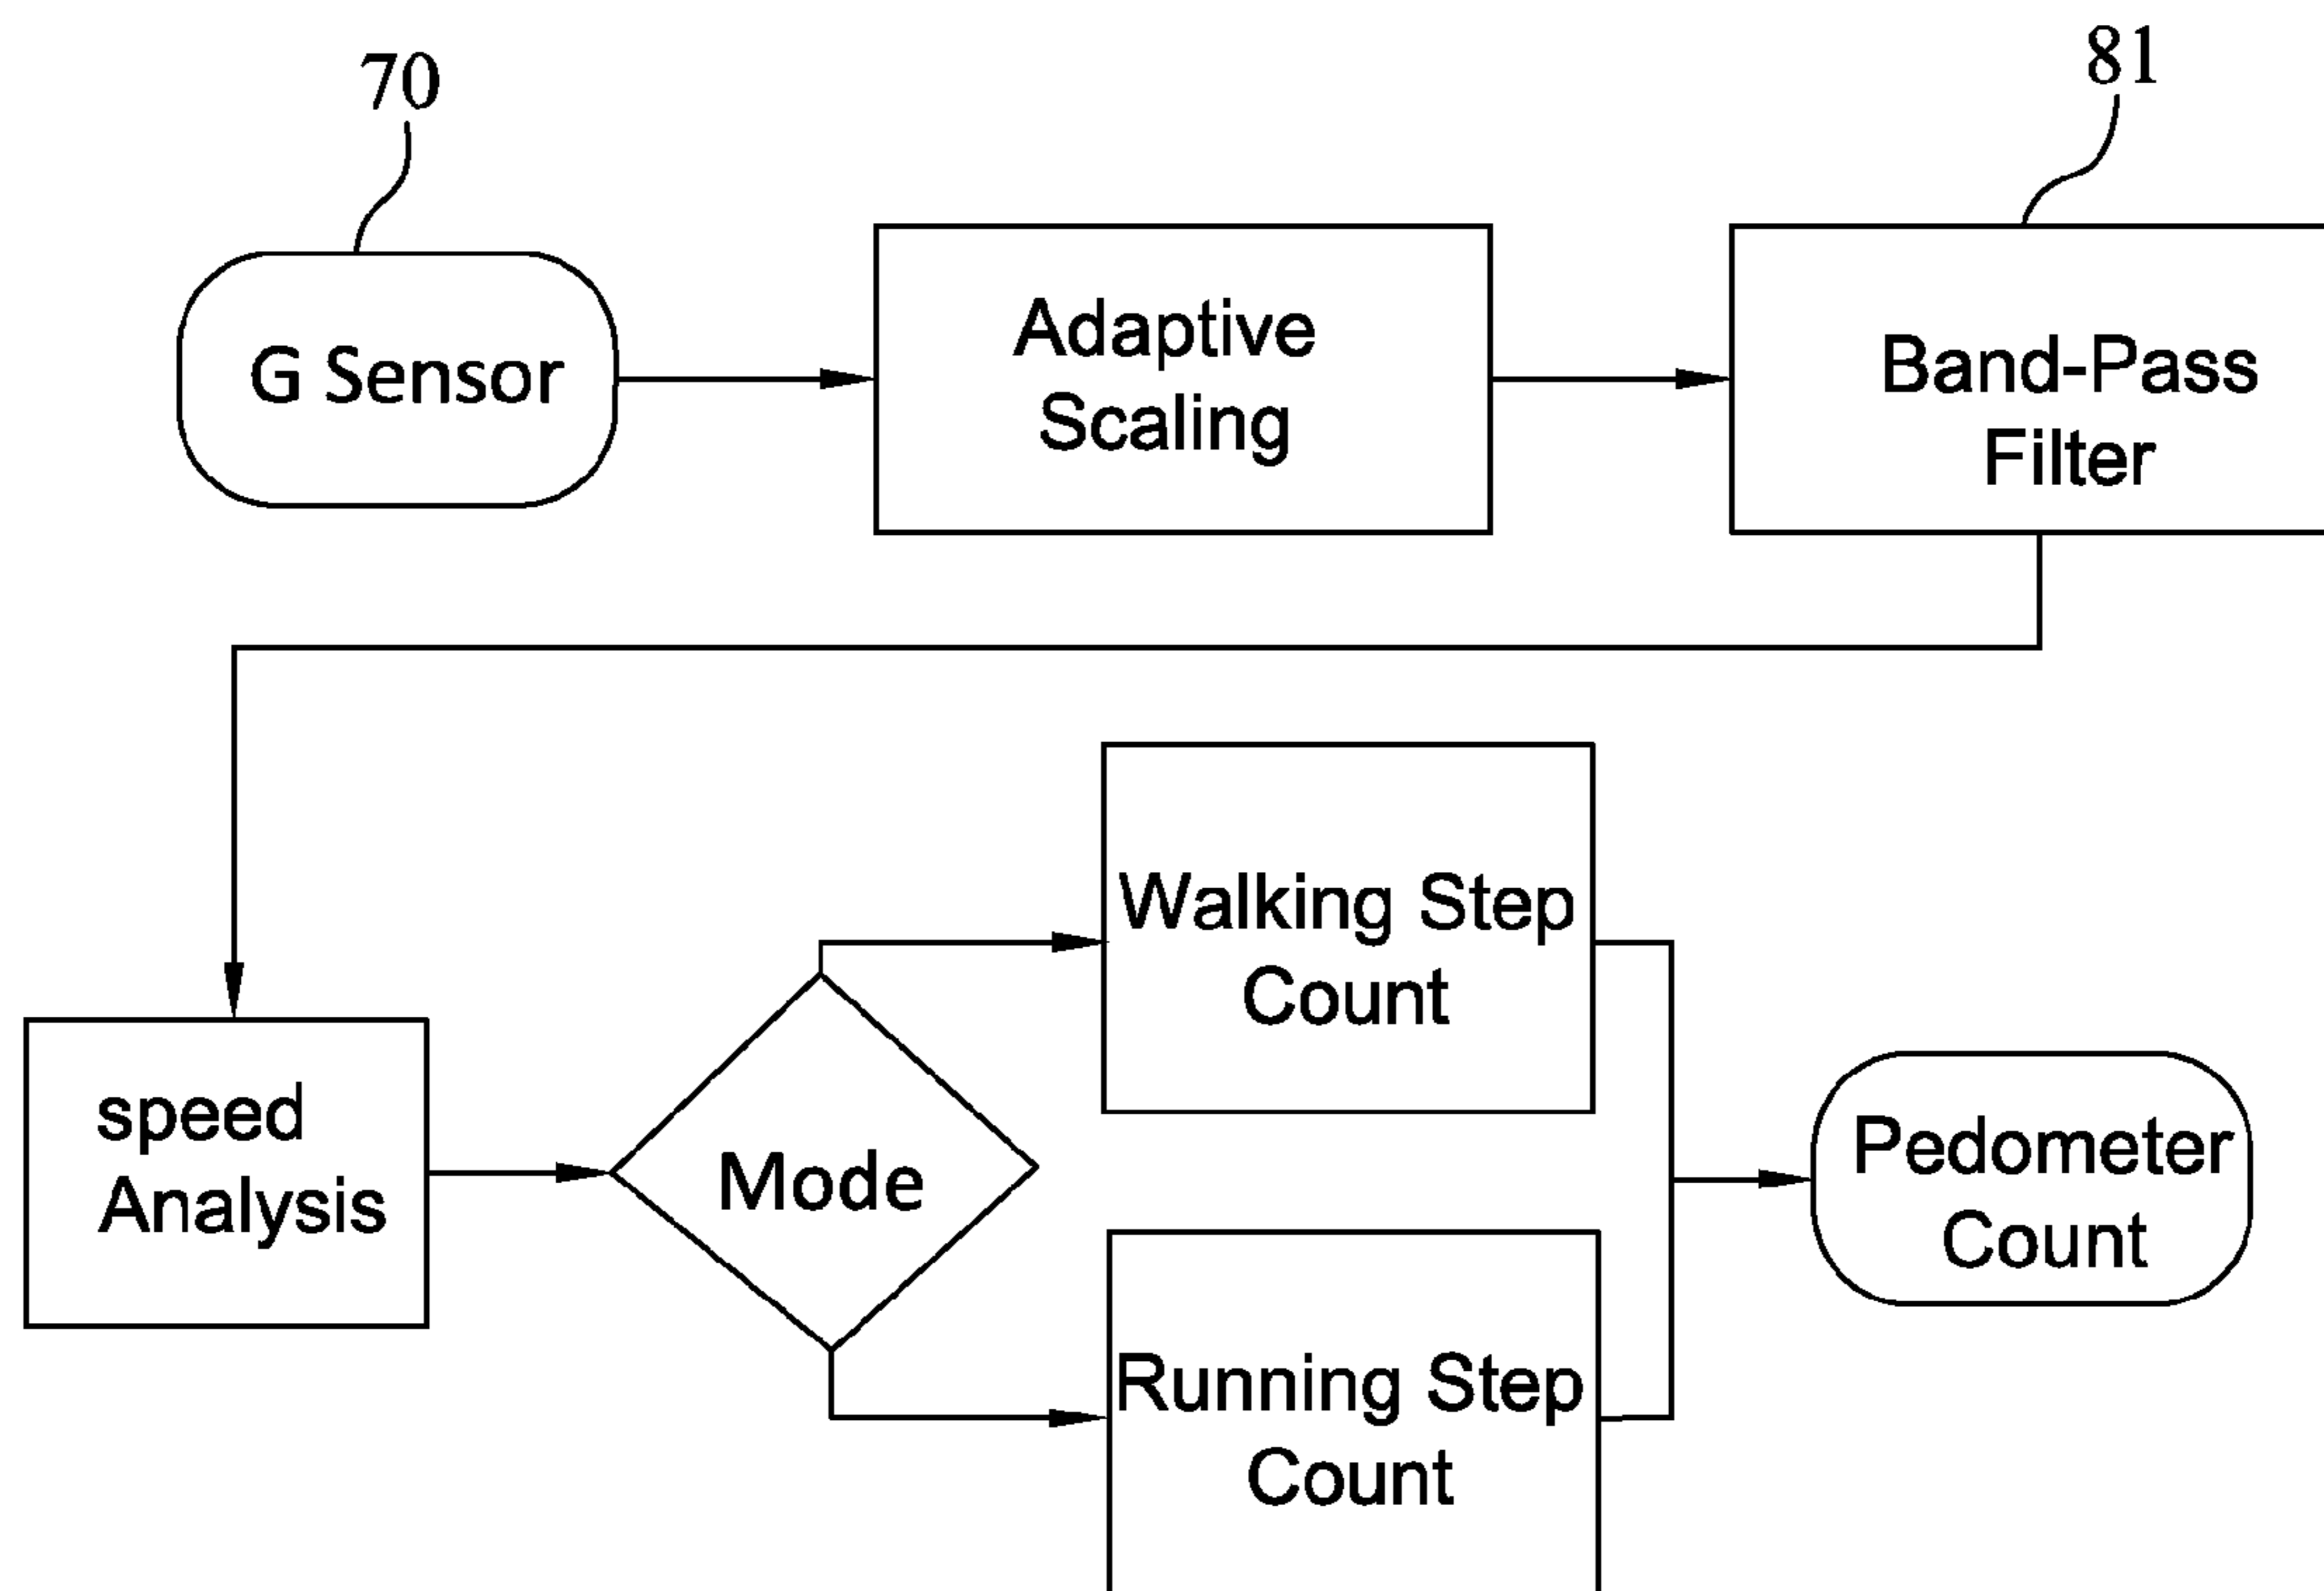 70
81
G Sensor
Adaptive
Scaling
Band-Pass
Filter
speed
Analysis
Mode
Walking Step
Count
Running Step
Count
Pedometer
Count